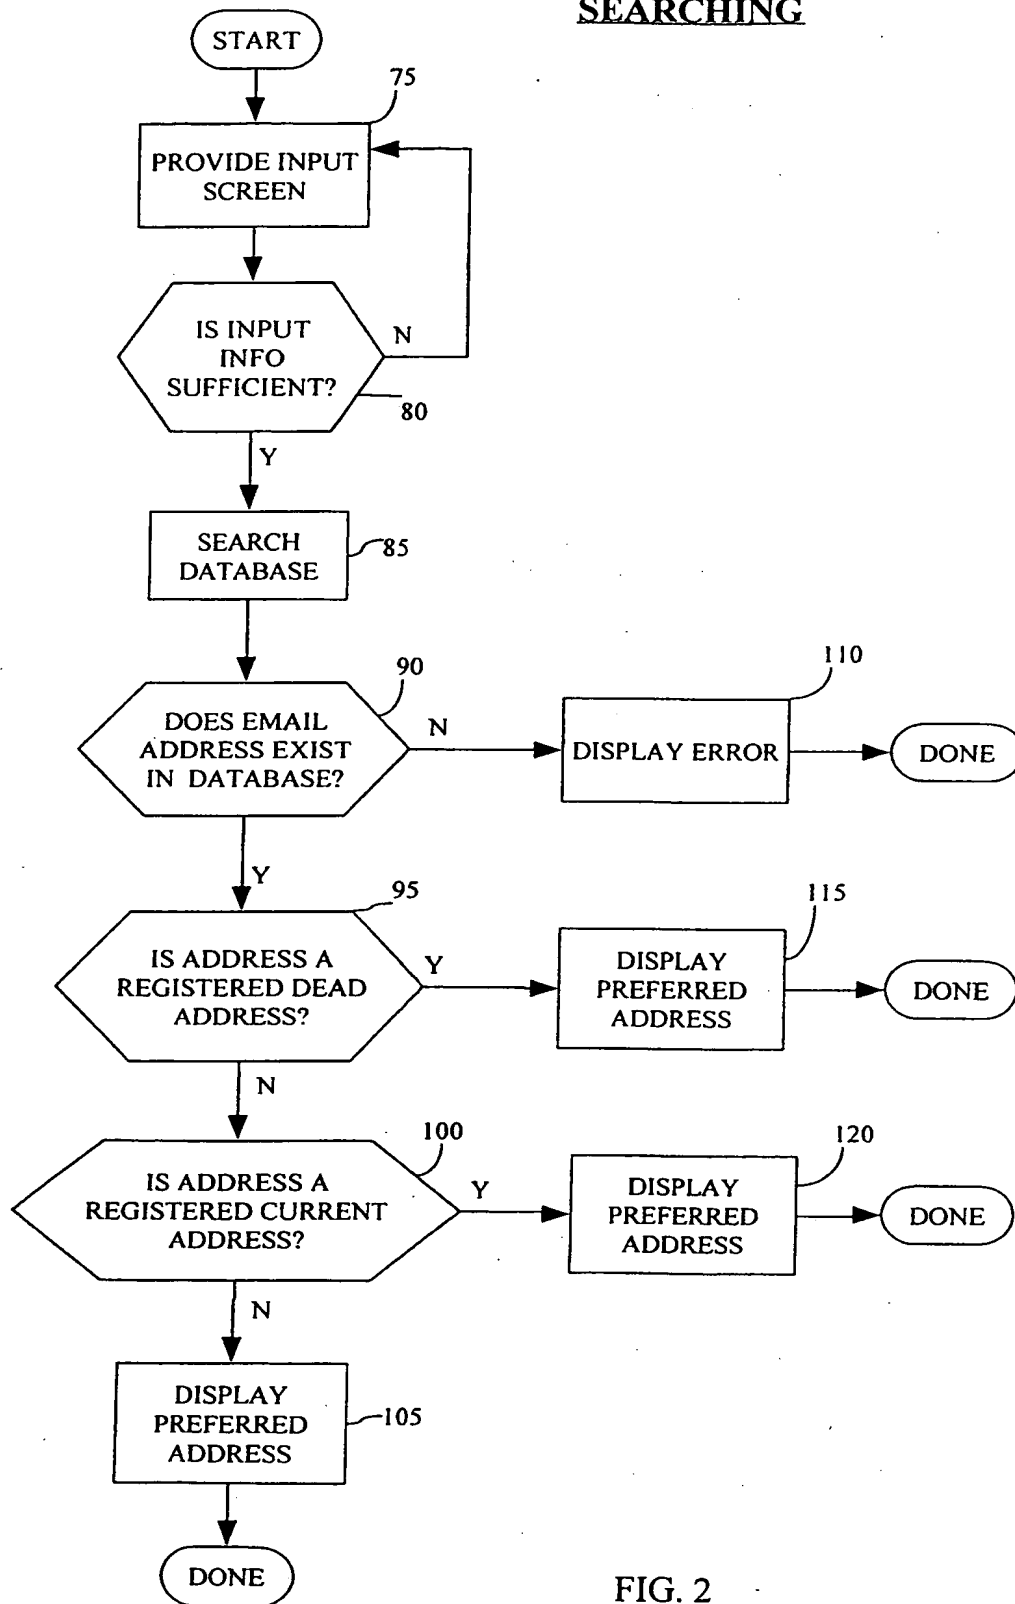 SEARCHING
START
75
PROVIDE INPUT
SCREEN
IS INPUT
INFO
SUFFICIENT?
N
80
Y
SEARCH
DATABASE
85
90
DOES EMAIL
ADDRESS EXIST
IN DATABASE?
N
110
DISPLAY ERROR
DONE
Y
95
IS ADDRESS A
REGISTERED DEAD
ADDRESS?
Y
115
DISPLAY
PREFERRED
ADDRESS
DONE
N
100
IS ADDRESS A
REGISTERED CURRENT
ADDRESS?
Y
120
DISPLAY
PREFERRED
ADDRESS
DONE
N
DISPLAY
PREFERRED
ADDRESS
105
DONE
FIG. 2